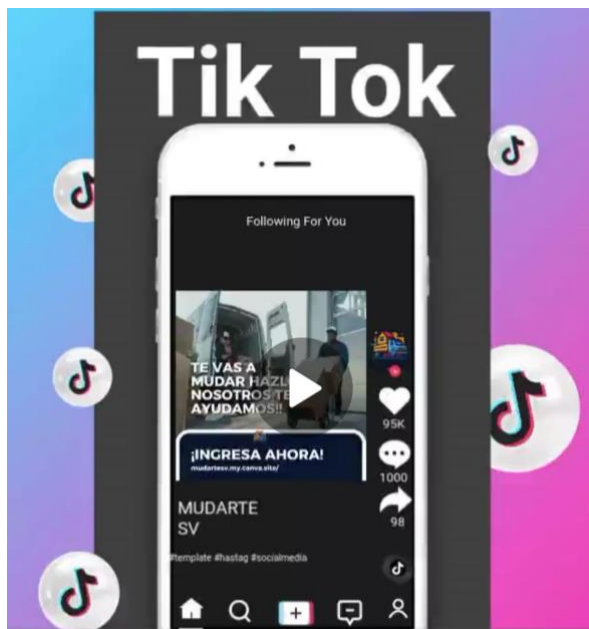 Tik Tok
Following For You
TE VAS A
MUDAR HAZLO
NOSOTROS TE
AYUDAMOS!!
¡INGRESA AHORA!
mudartesv.my.canva.site/
95K
1000
98
MUDARTE
SV
#template #hastag #socialmedia